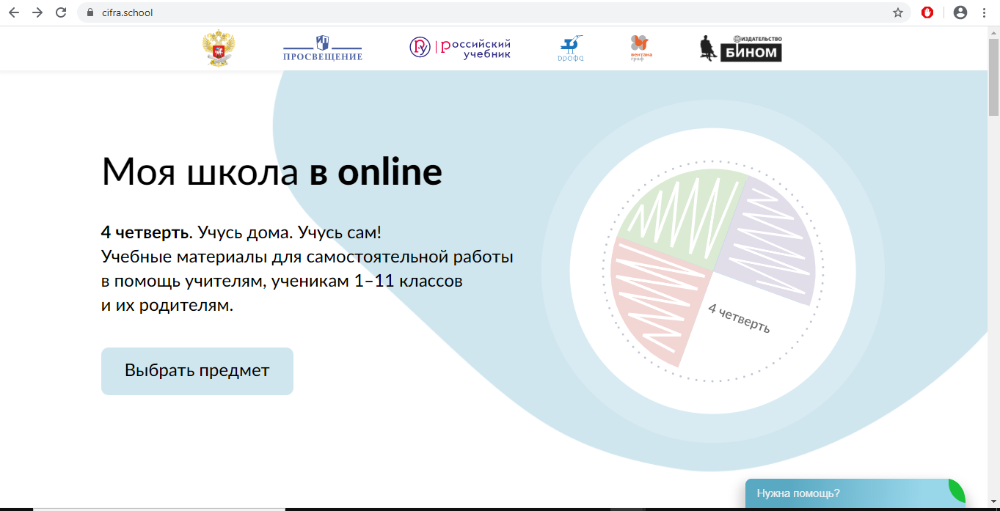 cifra.school
ПРОСВЕЩЕНИЕ
российский
учебник
дрофа
вентана
граф
ИЗДАТЕЛЬСТВО
БИНОМ
Моя школа в online
4 четверть. Учусь дома. Учусь сам!
Учебные материалы для самостоятельной работы
в помощь учителям, ученикам 1–11 классов
и их родителям.
4 четверть
Выбрать предмет
Нужна помощь?